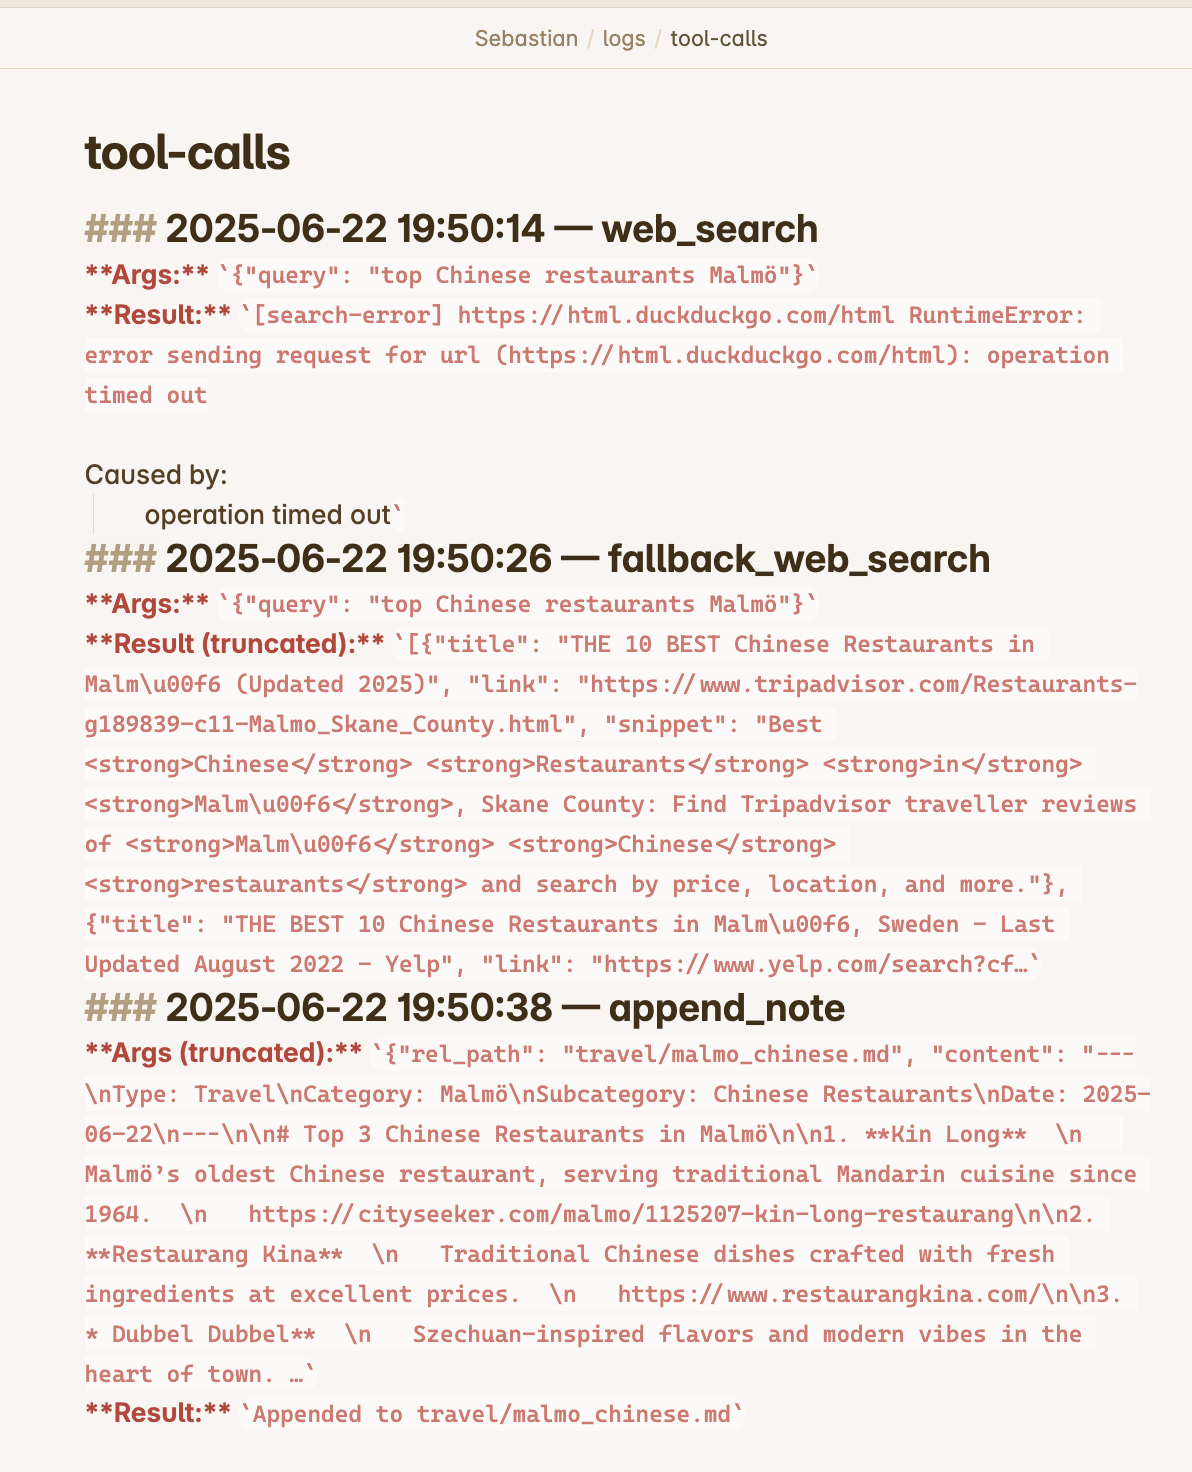 Sebastian / logs / tool-calls
tool-calls
### 2025-06-22 19:50:14 — web_search
**Args:** `{"query": "top Chinese restaurants Malmö"}`
**Result:** `[search-error] https://html.duckduckgo.com/html RuntimeError:
error sending request for url (https://html.duckduckgo.com/html): operation
timed out
Caused by:
operation timed out`
### 2025-06-22 19:50:26 — fallback_web_search
**Args:** `{"query": "top Chinese restaurants Malmö"}`
**Result (truncated):** `[{"title": "THE 10 BEST Chinese Restaurants in
Malm\u00f6 (Updated 2025)", "link": "https://www.tripadvisor.com/Restaurants-
g189839-c11-Malmo_Skane_County.html", "snippet": "Best
<strong>Chinese</strong> <strong>Restaurants</strong> <strong>in</strong>
<strong>Malm\u00f6</strong>, Skane County: Find Tripadvisor traveller reviews
of <strong>Malm\u00f6</strong> <strong>Chinese</strong>
<strong>restaurants</strong> and search by price, location, and more."},
{"title": "THE BEST 10 Chinese Restaurants in Malm\u00f6, Sweden - Last
Updated August 2022 - Yelp", "link": "https://www.yelp.com/search?cf…`
### 2025-06-22 19:50:38 — append_note
**Args (truncated):** `{"rel_path": "travel/malmo_chinese.md", "content": "---
\nType: Travel\nCategory: Malmö\nSubcategory: Chinese Restaurants\nDate: 2025-
06-22\n---\n\n# Top 3 Chinese Restaurants in Malmö\n\n1. **Kin Long**  \n
Malmö’s oldest Chinese restaurant, serving traditional Mandarin cuisine since
1964.  \n   https://cityseeker.com/malmo/1125207-kin-long-restaurang\n\n2.
**Restaurang Kina**  \n   Traditional Chinese dishes crafted with fresh
ingredients at excellent prices.  \n   https://www.restaurangkina.com/\n\n3.
* Dubbel Dubbel**  \n   Szechuan-inspired flavors and modern vibes in the
heart of town. …`
**Result:** `Appended to travel/malmo_chinese.md`